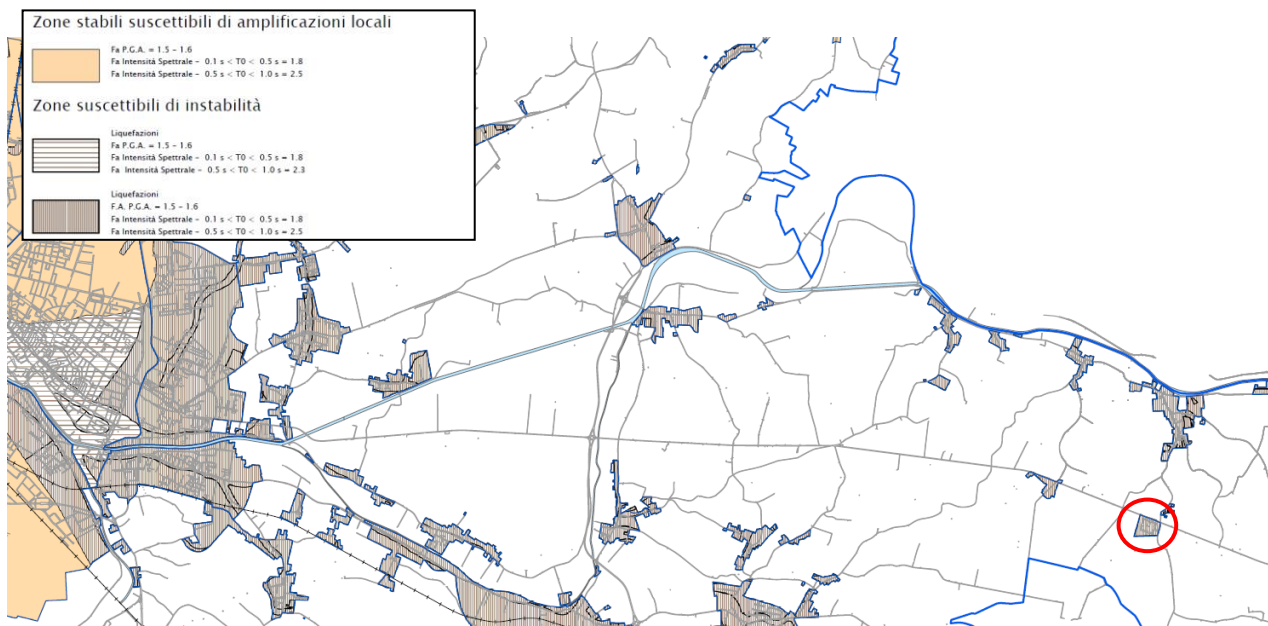 Zone stabili suscettibili di amplificazioni locali
Fa P.G.A. = 1.5 - 1.6
Fa Intensità Spettrale - 0.1 s < T0 < 0.5 s = 1.8
Fa Intensità Spettrale - 0.5 s < T0 < 1.0 s = 2.5
Zone suscettibili di instabilità
Liquefazioni
Fa P.G.A. = 1.5 - 1.6
Fa Intensità Spettrale - 0.1 s < T0 < 0.5 s = 1.8
Fa Intensità Spettrale - 0.5 s < T0 < 1.0 s = 2.3
Liquefazioni
F.A. P.G.A. = 1.5 - 1.6
Fa Intensità Spettrale - 0.1 s < T0 < 0.5 s = 1.8
Fa Intensità Spettrale - 0.5 s < T0 < 1.0 s = 2.5